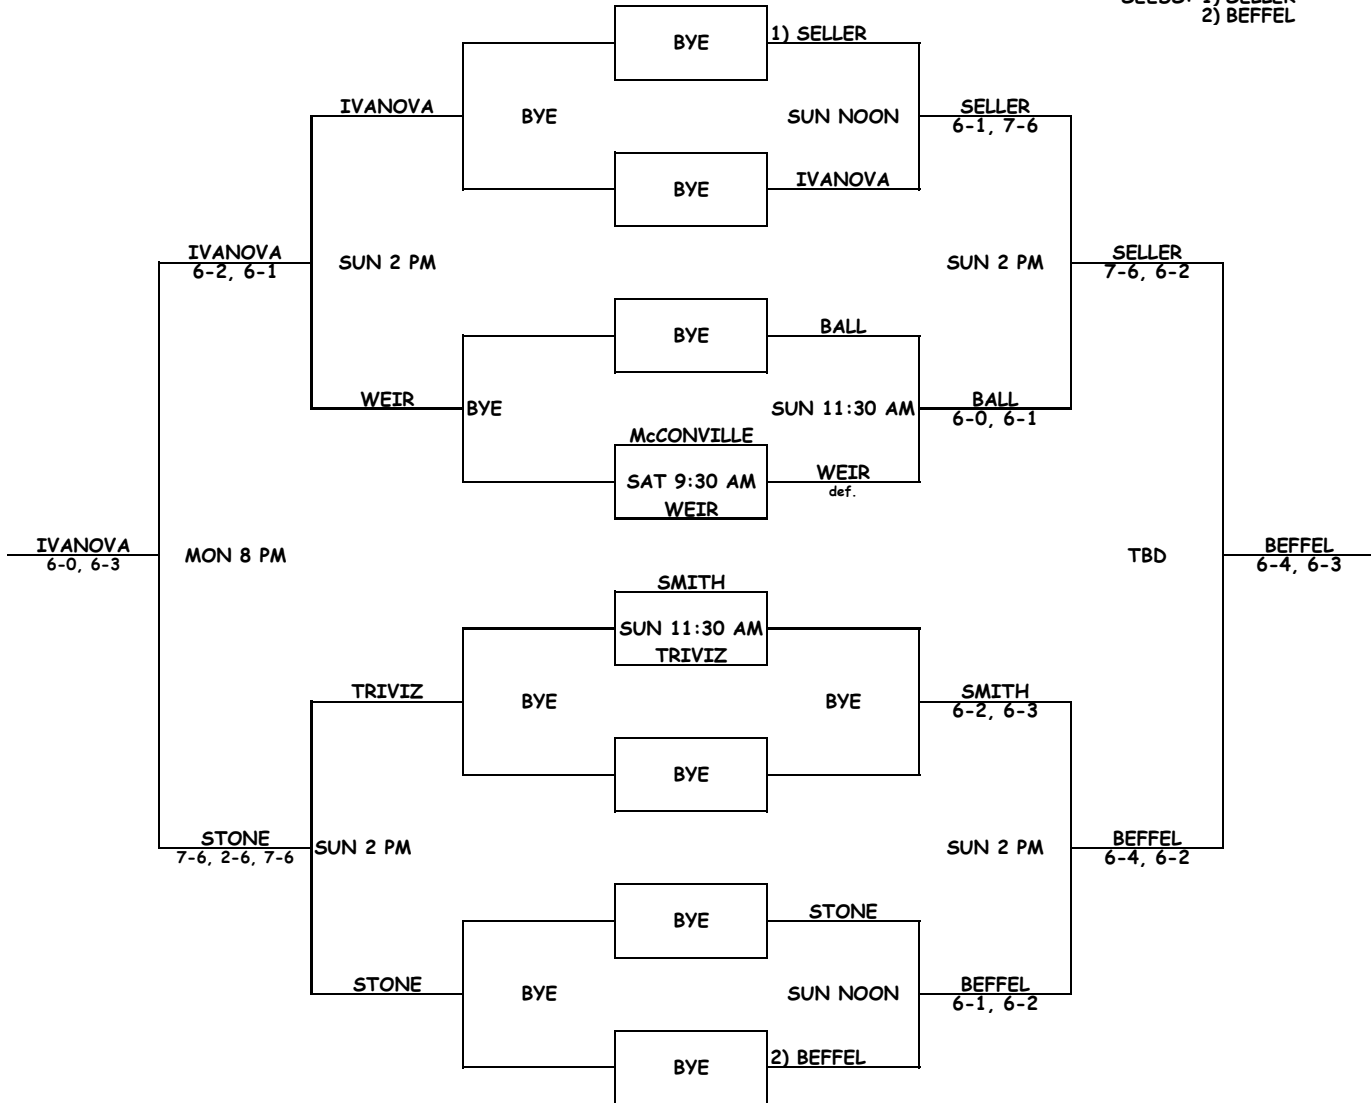 SEEDS: 1) SELLER
2) BEFFEL
BYE
1) SELLER
IVANOVA
BYE
SUN NOON
SELLER
6-1, 7-6
BYE
IVANOVA
IVANOVA
6-2, 6-1
SUN 2 PM
SUN 2 PM
SELLER
7-6, 6-2
BYE
BALL
WEIR
BYE
SUN 11:30 AM
BALL
6-0, 6-1
McCONVILLE
SAT 9:30 AM
WEIR
WEIR
def.
IVANOVA
6-0, 6-3
MON 8 PM
TBD
BEFFEL
6-4, 6-3
SMITH
SUN 11:30 AM
TRIVIZ
TRIVIZ
BYE
BYE
SMITH
6-2, 6-3
BYE
STONE
7-6, 2-6, 7-6
SUN 2 PM
SUN 2 PM
BEFFEL
6-4, 6-2
BYE
STONE
STONE
BYE
SUN NOON
BEFFEL
6-1, 6-2
BYE
2) BEFFEL